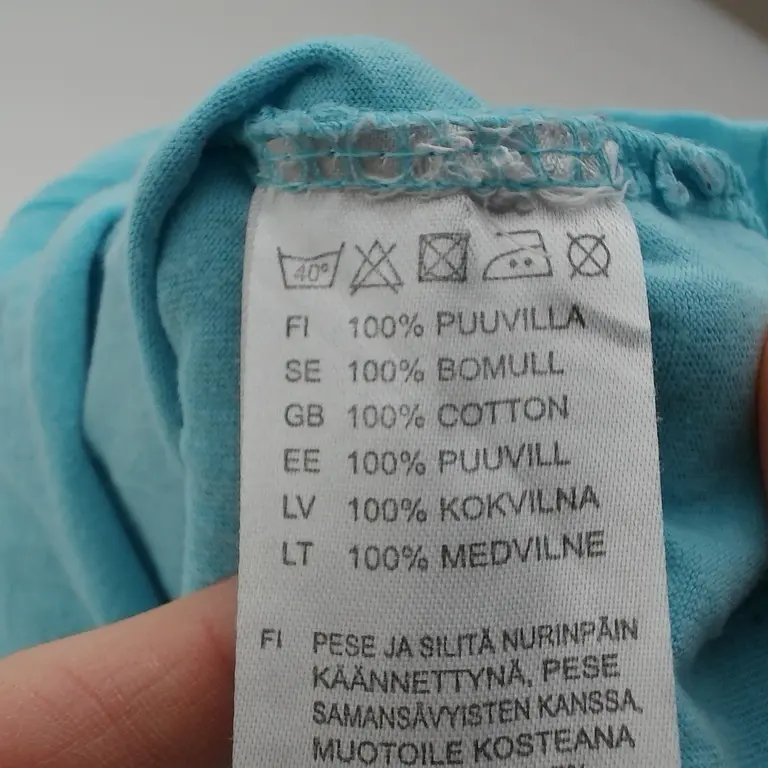 40°
FI 100% PUUVILLA
SE 100% BOMULL
GB 100% COTTON
EE 100% PUUVILL
LV 100% KOKVILNA
LT 100% MEDVILNE
FI PESE JA SILITÄ NURINPÄIN
KÄÄNNETTYNÄ, PESE
SAMANSÄVYISTEN KANSSA,
MUOTOILE KOSTEANA